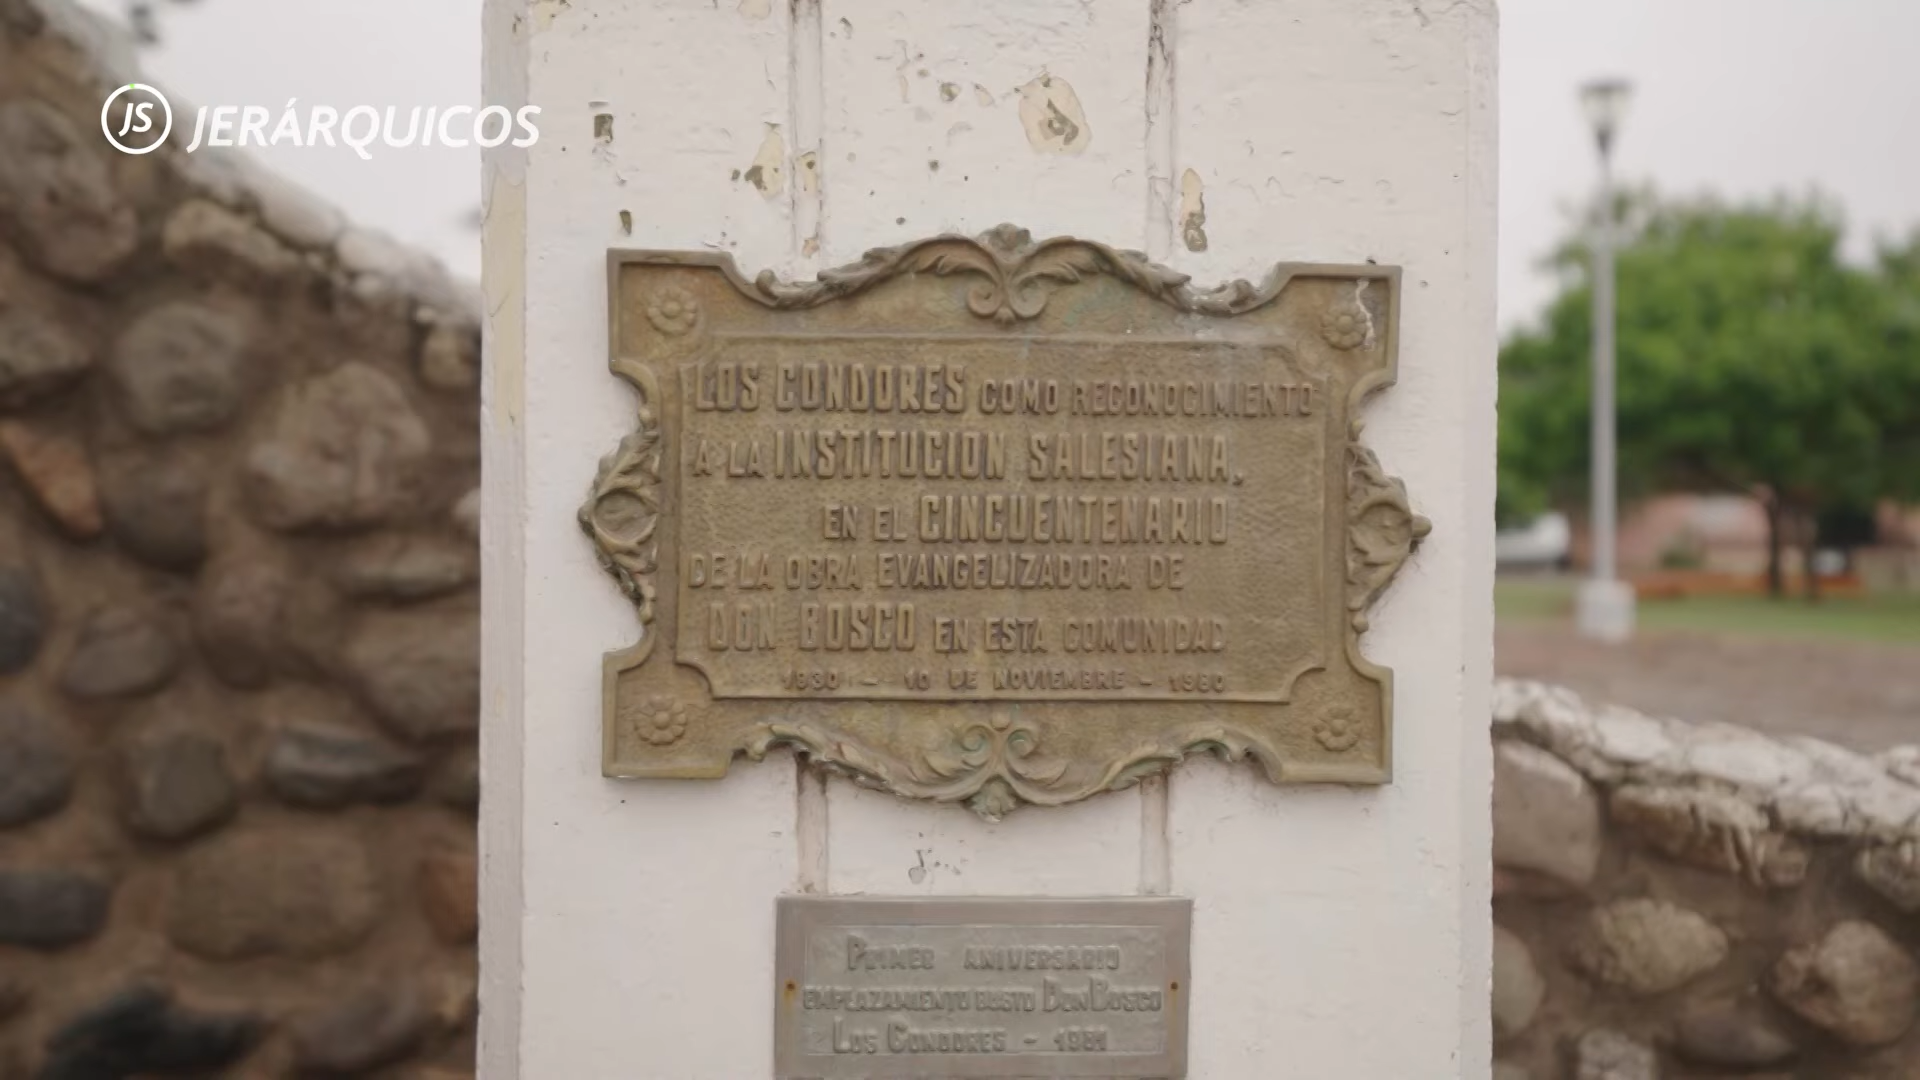 JS JERÁRQUICOS
LOS CONDORES COMO RECONOCIMIENTO
A LA INSTITUCION SALESIANA,
EN EL CINCUENTENARIO
DE LA OBRA EVANGELIZADORA DE
DON BOSCO EN ESTA COMUNIDAD
1930 - 10 DE NOVIEMBRE - 1980
PRIMER ANIVERSARIO
EMPLAZAMIENTO BUSTO DON BOSCO
LOS CONDORES - 1981